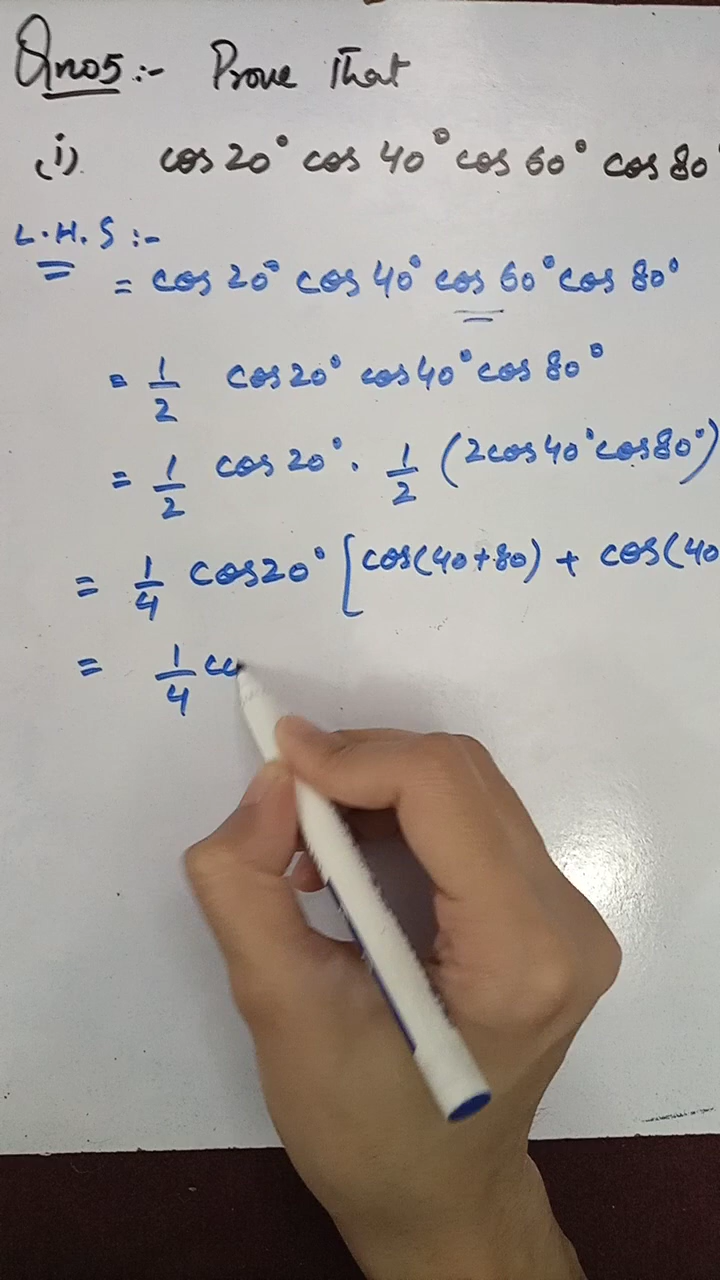 Qno5:- Prove That
(i). cos 20° cos 40° cos 60° cos 80°
L.H.S :-
= cos 20° cos 40° cos 60° cos 80°
= 1/2 cos 20° cos 40° cos 80°
= 1/2 cos 20° . 1/2 (2cos 40° cos 80°)
= 1/4 cos 20° [cos(40+80) + cos(40
= 1/4 co